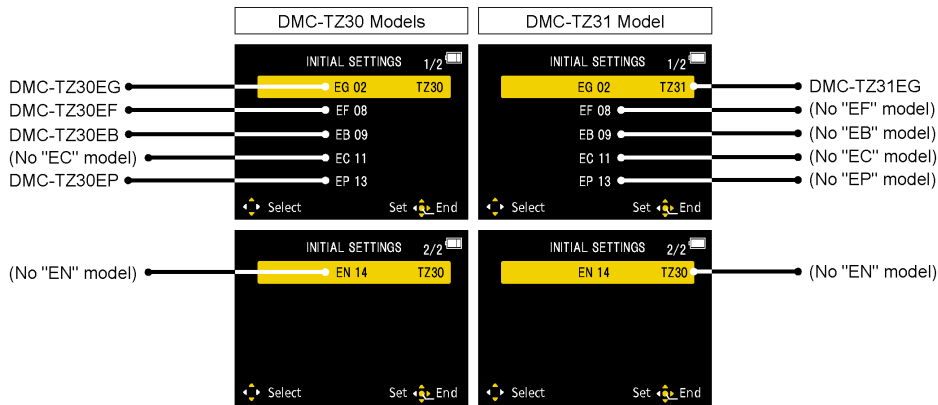 DMC-TZ30 Models
DMC-TZ31 Model
INITIAL SETTINGS 1/2
DMC-TZ30EG EG 02 TZ30
DMC-TZ30EF EF 08
DMC-TZ30EB EB 09
(No "EC" model) EC 11
DMC-TZ30EP EP 13
Select Set End
INITIAL SETTINGS 1/2
EG 02 TZ31 DMC-TZ31EG
EF 08 (No "EF" model)
EB 09 (No "EB" model)
EC 11 (No "EC" model)
EP 13 (No "EP" model)
Select Set End
INITIAL SETTINGS 2/2
(No "EN" model) EN 14 TZ30
Select Set End
INITIAL SETTINGS 2/2
EN 14 TZ30 (No "EN" model)
Select Set End